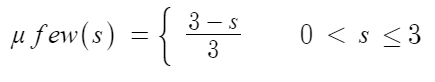 μ few(s) = { (3 − s)/3    0 < s ≤ 3